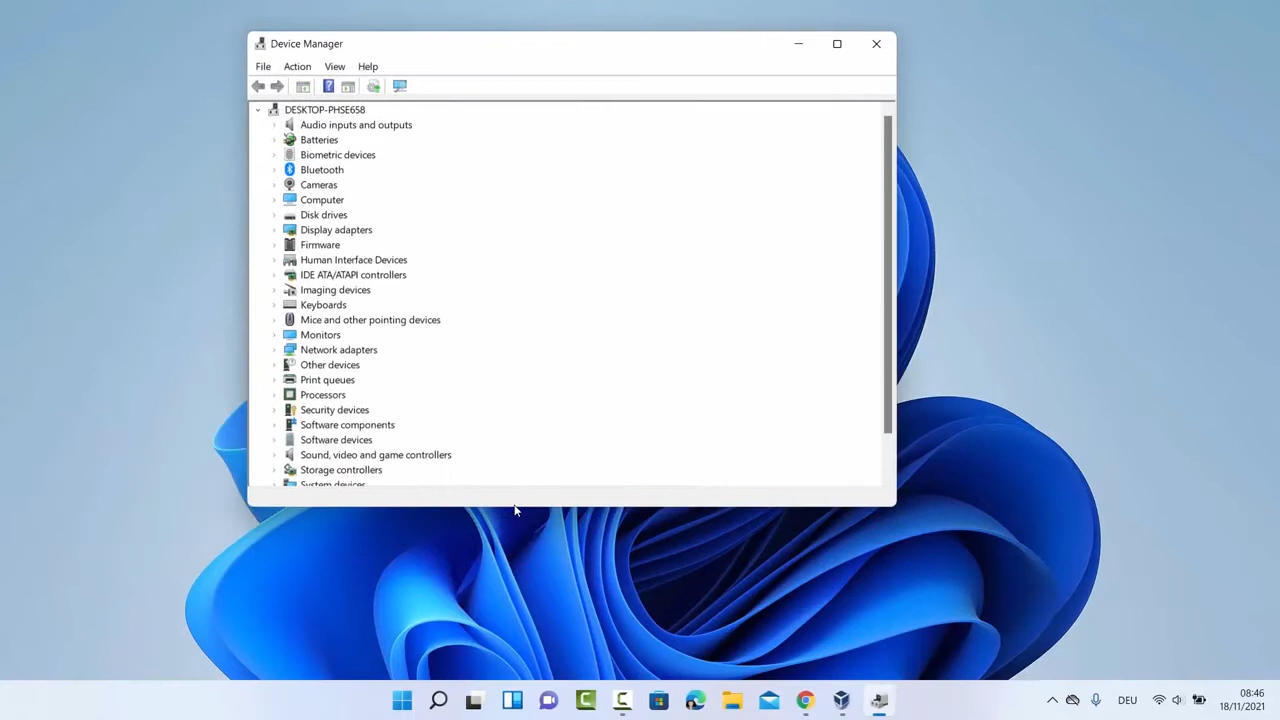 Device Manager
File Action View Help
DESKTOP-PHSE658
Audio inputs and outputs
Batteries
Biometric devices
Bluetooth
Cameras
Computer
Disk drives
Display adapters
Firmware
Human Interface Devices
IDE ATA/ATAPI controllers
Imaging devices
Keyboards
Mice and other pointing devices
Monitors
Network adapters
Other devices
Print queues
Processors
Security devices
Software components
Software devices
Sound, video and game controllers
Storage controllers
System devices
DEU
08:46
18/11/2021